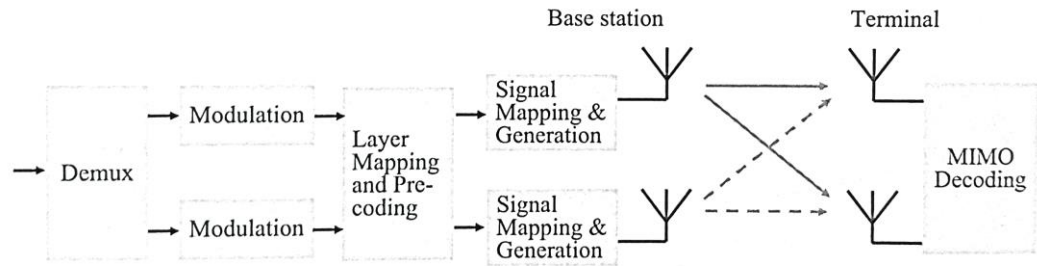 Base station
Terminal
Demux
Modulation
Modulation
Layer
Mapping
and Pre-
coding
Signal
Mapping &
Generation
Signal
Mapping &
Generation
MIMO
Decoding